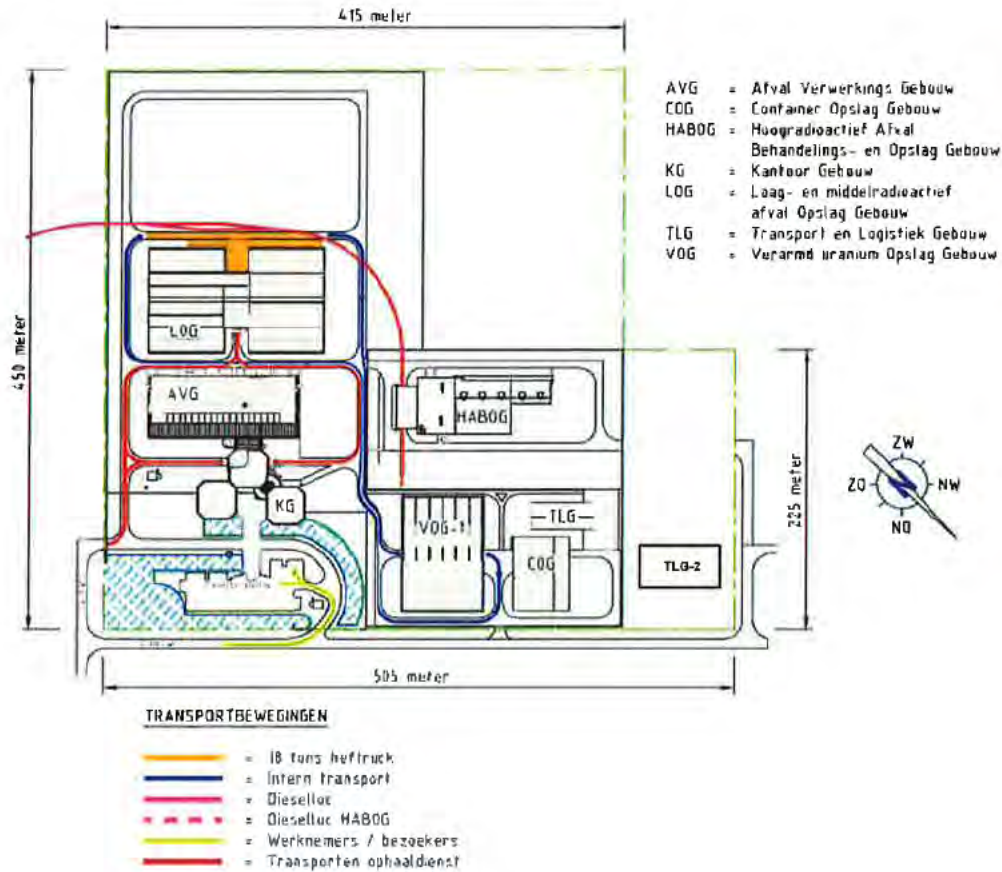 415 meter
450 meter
AVG = Afval Verwerkings Gebouw
COG = Container Opslag Gebouw
HABOG = Hoogradioactief Afval
Behandelings- en Opslag Gebouw
KG = Kantoor Gebouw
LOG = Laag- en middelradioactief
afval Opslag Gebouw
TLG = Transport en Logistiek Gebouw
VOG = Verarmd uranium Opslag Gebouw
LOG
AVG
HABOG
KG
VOG-1
TLG
COG
TLG-2
225 meter
ZW
ZO
NW
NO
505 meter
TRANSPORTBEWEGINGEN
= 18 tons heftruck
= Intern transport
= Dieselloc
= Dieselloc HABOG
= Werknemers / bezoekers
= Transporten ophaaldienst